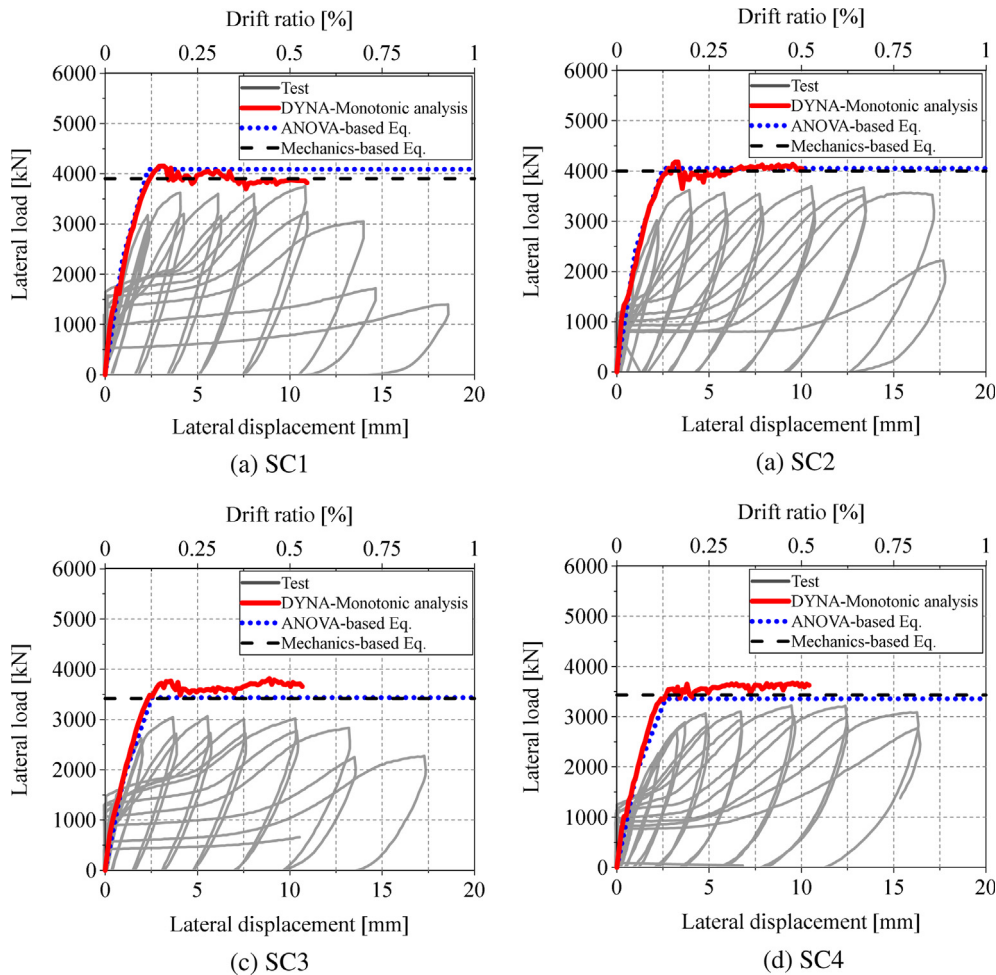 Drift ratio [%]
0 0.25 0.50 0.75 1
6000
5000
4000
3000
2000
1000
0
Lateral load [kN]
Test
DYNA-Monotonic analysis
ANOVA-based Eq.
Mechanics-based Eq.
0 5 10 15 20
Lateral displacement [mm]
(a) SC1
Drift ratio [%]
0 0.25 0.50 0.75 1
6000
5000
4000
3000
2000
1000
0
Lateral load [kN]
Test
DYNA-Monotonic analysis
ANOVA-based Eq.
Mechanics-based Eq.
0 5 10 15 20
Lateral displacement [mm]
(a) SC2
Drift ratio [%]
0 0.25 0.50 0.75 1
6000
5000
4000
3000
2000
1000
0
Lateral load [kN]
Test
DYNA-Monotonic analysis
ANOVA-based Eq.
Mechanics-based Eq.
0 5 10 15 20
Lateral displacement [mm]
(c) SC3
Drift ratio [%]
0 0.25 0.50 0.75 1
6000
5000
4000
3000
2000
1000
0
Lateral load [kN]
Test
DYNA-Monotonic analysis
ANOVA-based Eq.
Mechanics-based Eq.
0 5 10 15 20
Lateral displacement [mm]
(d) SC4